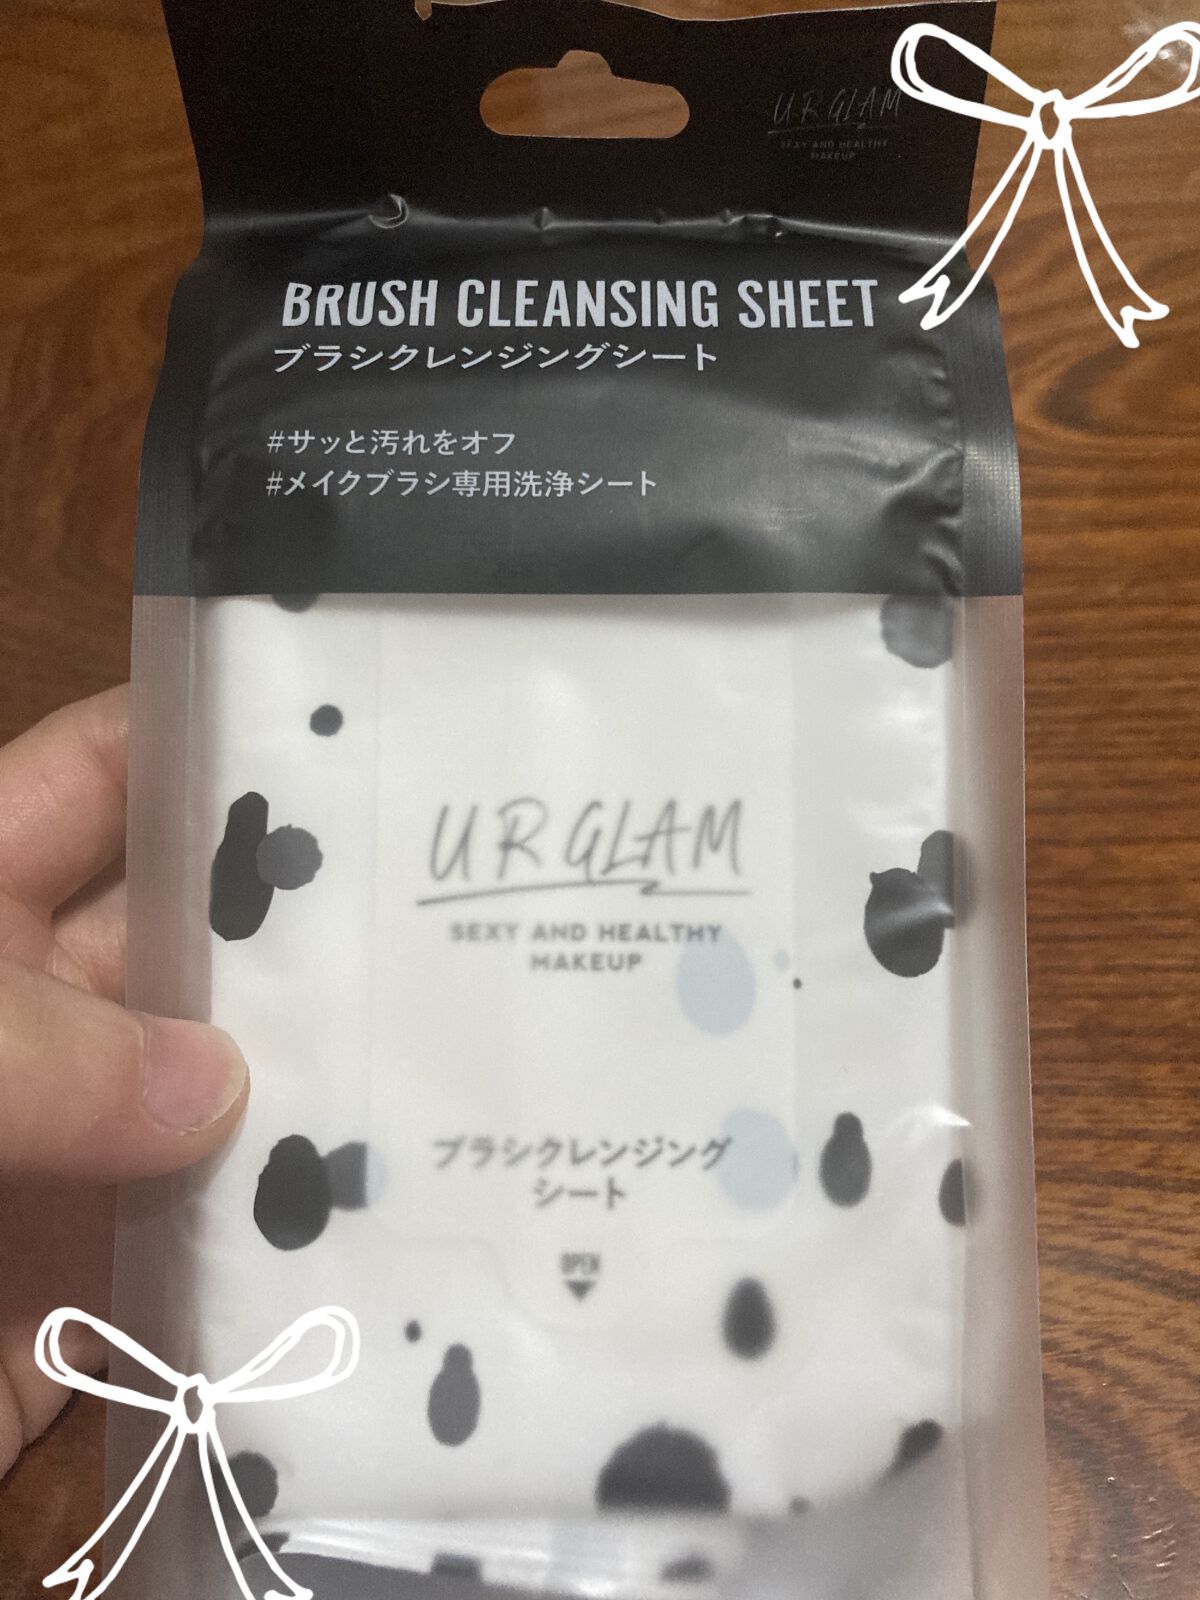 UR GLAM
SEXY AND HEALTHY
MAKEUP
BRUSH CLEANSING SHEET
ブラシクレンジングシート
#サッと汚れをオフ
#メイクブラシ専用洗浄シート
UR GLAM
SEXY AND HEALTHY
MAKEUP
ブラシクレンジング
シート
OPEN